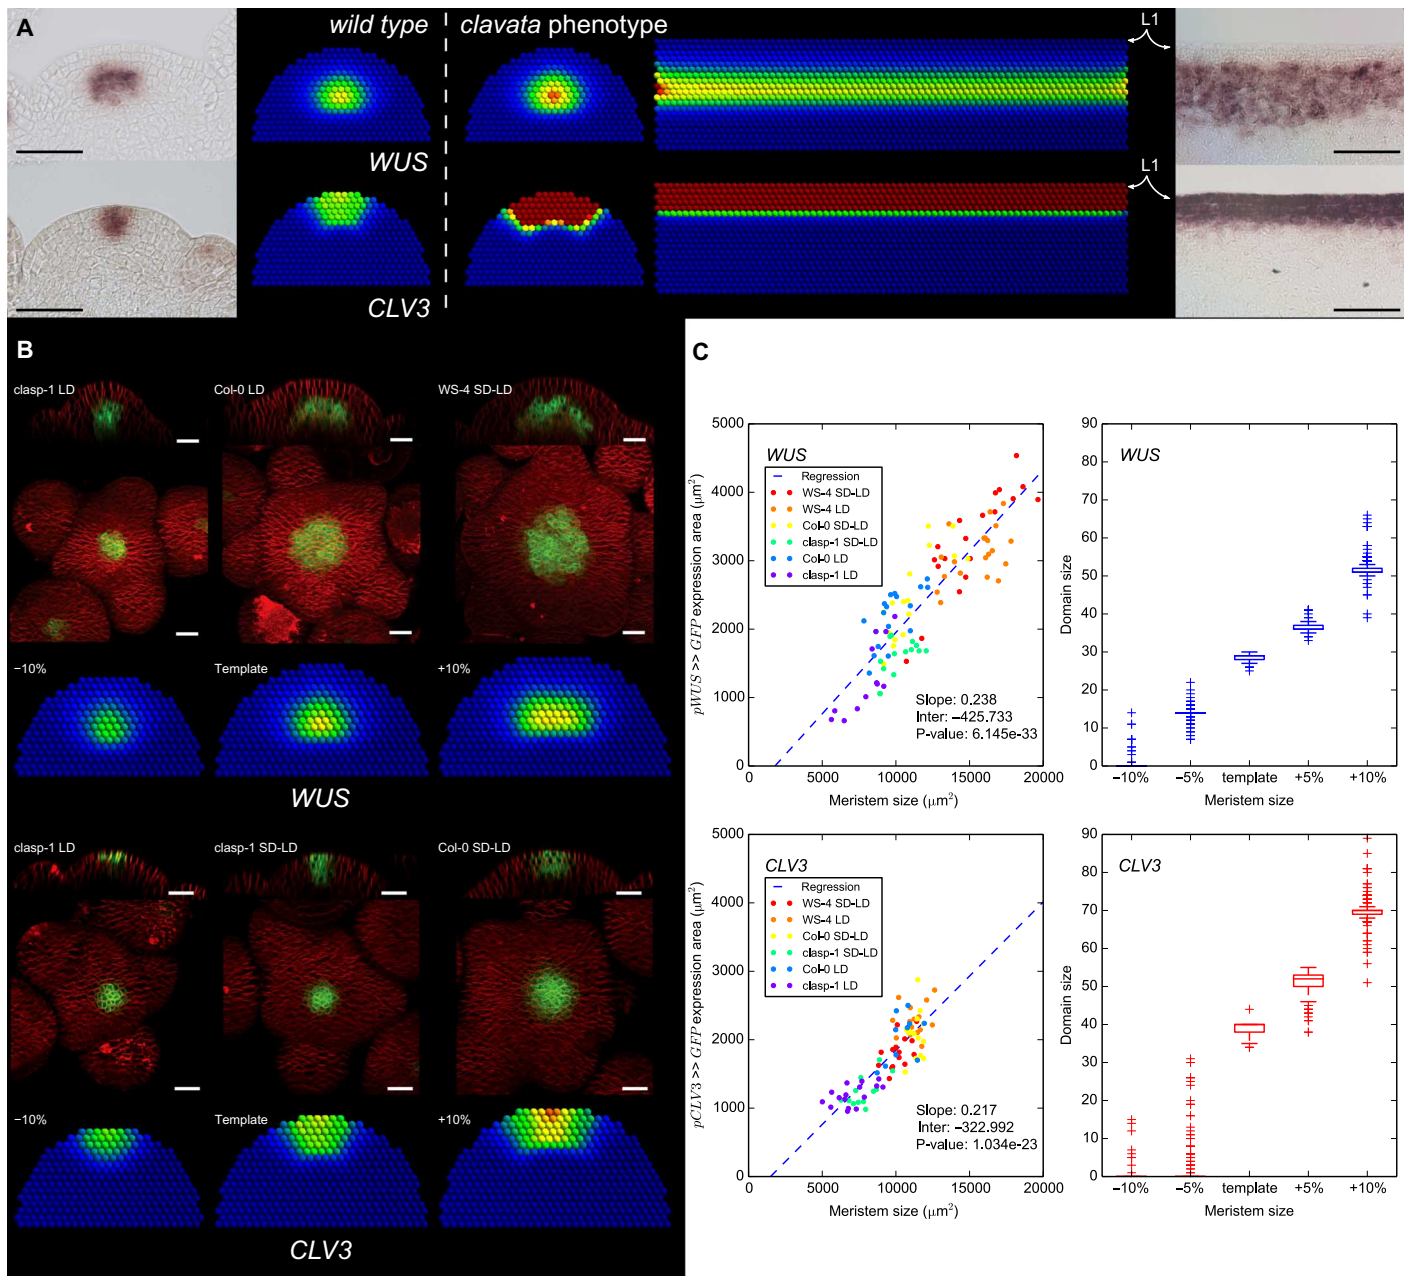 A
wild type
clavata phenotype
L1
WUS
L1
CLV3
B
clasp-1 LD
Col-0 LD
WS-4 SD-LD
−10%
Template
+10%
WUS
clasp-1 LD
clasp-1 SD-LD
Col-0 SD-LD
−10%
Template
+10%
CLV3
C
pWUS >> GFP expression area (μm²)
5000
4000
3000
2000
1000
0
WUS
Regression
WS-4 SD-LD
WS-4 LD
Col-0 SD-LD
clasp-1 SD-LD
Col-0 LD
clasp-1 LD
Slope: 0.238
Inter: −425.733
P-value: 6.145e-33
0 5000 10000 15000 20000
Meristem size (μm²)
Domain size
90
80
70
60
50
40
30
20
10
0
WUS
−10% −5% template +5% +10%
Meristem size
pCLV3 >> GFP expression area (μm²)
5000
4000
3000
2000
1000
0
CLV3
Regression
WS-4 SD-LD
WS-4 LD
Col-0 SD-LD
clasp-1 SD-LD
Col-0 LD
clasp-1 LD
Slope: 0.217
Inter: −322.992
P-value: 1.034e-23
0 5000 10000 15000 20000
Meristem size (μm²)
Domain size
90
80
70
60
50
40
30
20
10
0
CLV3
−10% −5% template +5% +10%
Meristem size